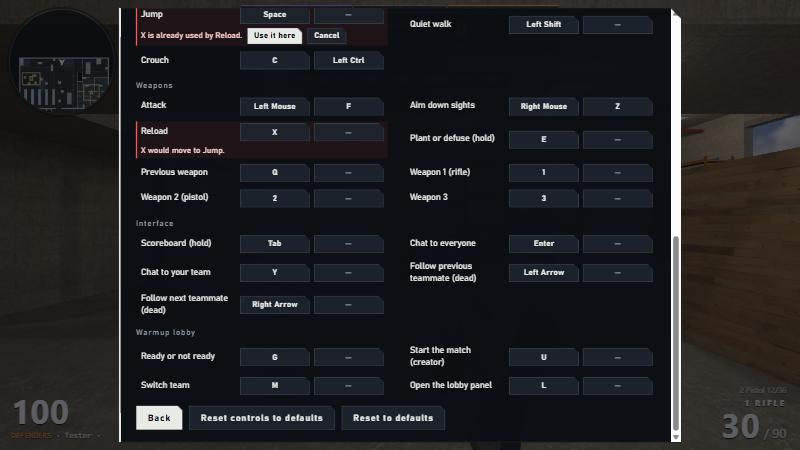 Jump Space —
Quiet walk Left Shift —
X is already used by Reload. Use it here Cancel
Crouch C Left Ctrl
Weapons
Attack Left Mouse F
Aim down sights Right Mouse Z
Reload X —
X would move to Jump.
Plant or defuse (hold) E —
Previous weapon Q —
Weapon 1 (rifle) 1 —
Weapon 2 (pistol) 2 —
Weapon 3 3 —
Interface
Scoreboard (hold) Tab —
Chat to everyone Enter —
Chat to your team Y —
Follow previous
teammate (dead) Left Arrow —
Follow next teammate
(dead) Right Arrow —
Warmup lobby
Ready or not ready G —
Start the match
(creator) U —
Switch team M —
Open the lobby panel L —
Back Reset controls to defaults Reset to defaults
100
DEFENDERS · Tester ·
2 Pistol 12/36
1 RIFLE
30 / 90